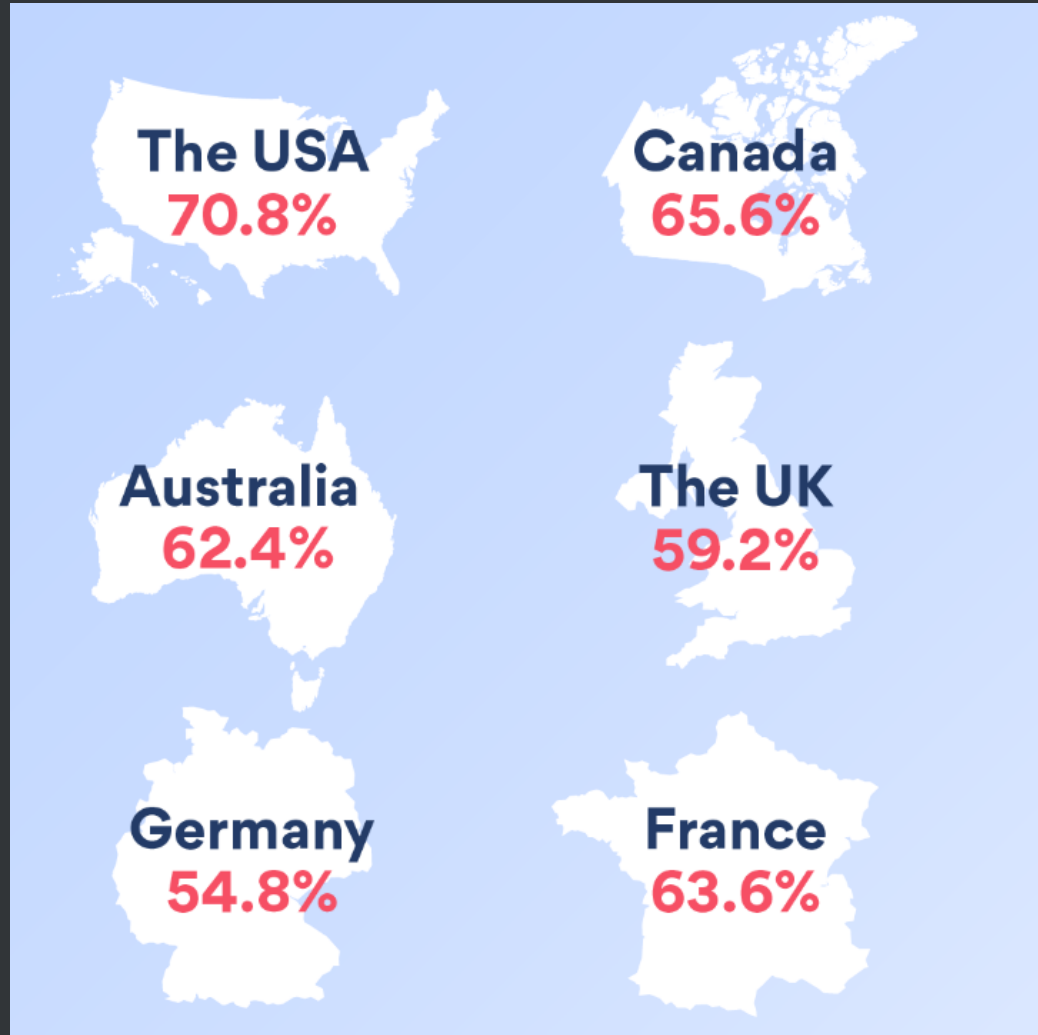 The USA
70.8%
Canada
65.6%
Australia
62.4%
The UK
59.2%
Germany
54.8%
France
63.6%